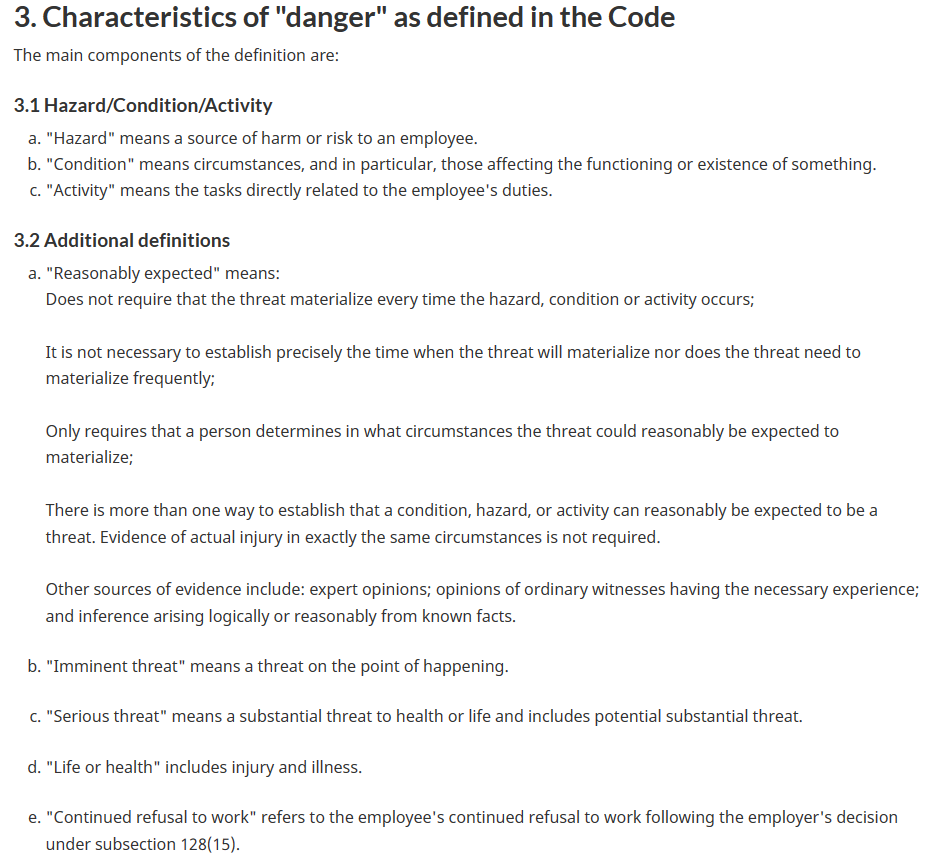 3. Characteristics of "danger" as defined in the Code
The main components of the definition are:
3.1 Hazard/Condition/Activity
a. "Hazard" means a source of harm or risk to an employee.
b. "Condition" means circumstances, and in particular, those affecting the functioning or existence of something.
c. "Activity" means the tasks directly related to the employee's duties.
3.2 Additional definitions
a. "Reasonably expected" means:
Does not require that the threat materialize every time the hazard, condition or activity occurs;
It is not necessary to establish precisely the time when the threat will materialize nor does the threat need to
materialize frequently;
Only requires that a person determines in what circumstances the threat could reasonably be expected to
materialize;
There is more than one way to establish that a condition, hazard, or activity can reasonably be expected to be a
threat. Evidence of actual injury in exactly the same circumstances is not required.
Other sources of evidence include: expert opinions; opinions of ordinary witnesses having the necessary experience;
and inference arising logically or reasonably from known facts.
b. "Imminent threat" means a threat on the point of happening.
c. "Serious threat" means a substantial threat to health or life and includes potential substantial threat.
d. "Life or health" includes injury and illness.
e. "Continued refusal to work" refers to the employee's continued refusal to work following the employer's decision
under subsection 128(15).